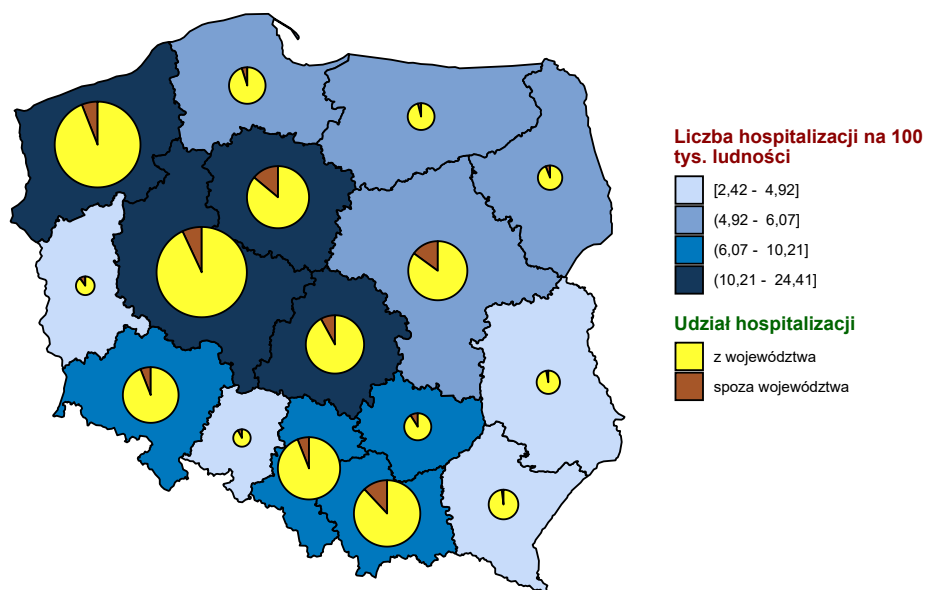 Liczba hospitalizacji na 100
tys. ludności
[2,42 - 4,92]
(4,92 - 6,07]
(6,07 - 10,21]
(10,21 - 24,41]
Udział hospitalizacji
z województwa
spoza województwa